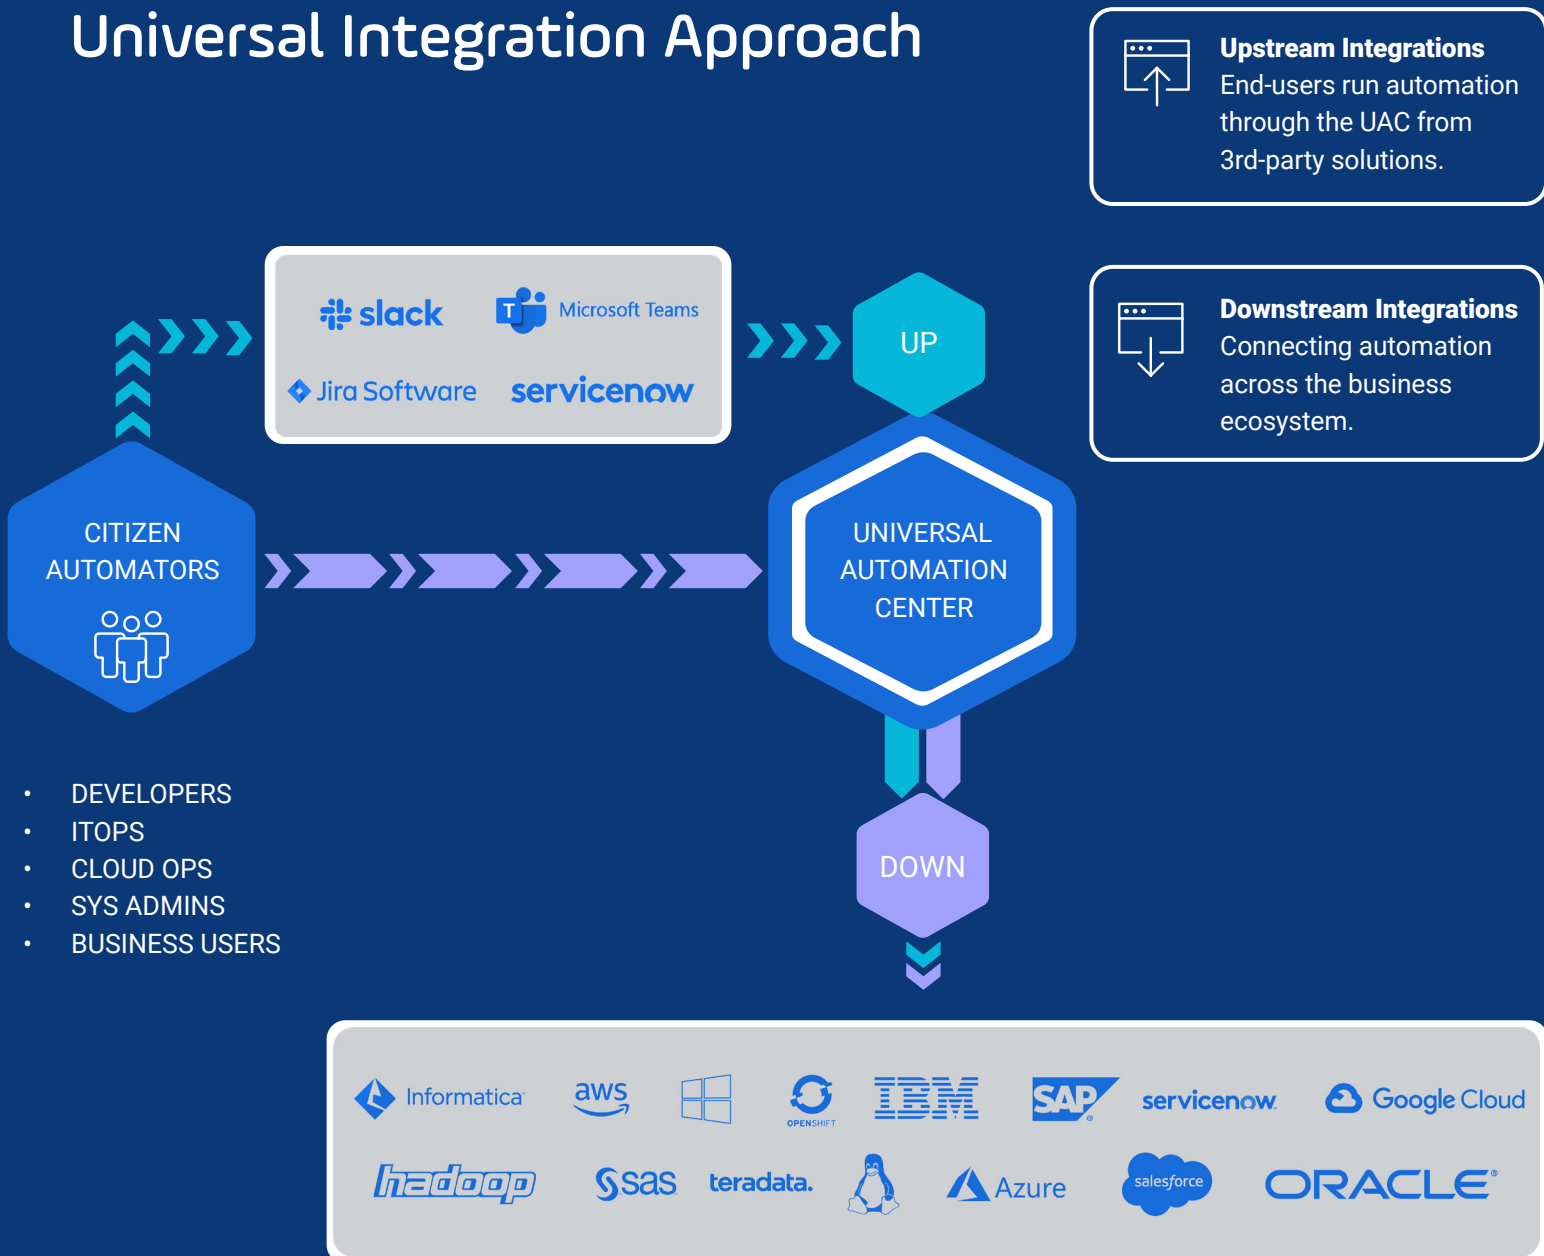 Universal Integration Approach
Upstream Integrations
End-users run automation
through the UAC from
3rd-party solutions.
slack
T
Microsoft Teams
Jira Software
servicenow
UP
Downstream Integrations
Connecting automation
across the business
ecosystem.
CITIZEN
AUTOMATORS
UNIVERSAL
AUTOMATION
CENTER
• DEVELOPERS
• ITOPS
• CLOUD OPS
• SYS ADMINS
• BUSINESS USERS
DOWN
Informatica
aws
OPENSHIFT
IBM
SAP®
servicenow.
Google Cloud
hadoop
sas
teradata.
Azure
salesforce
ORACLE®